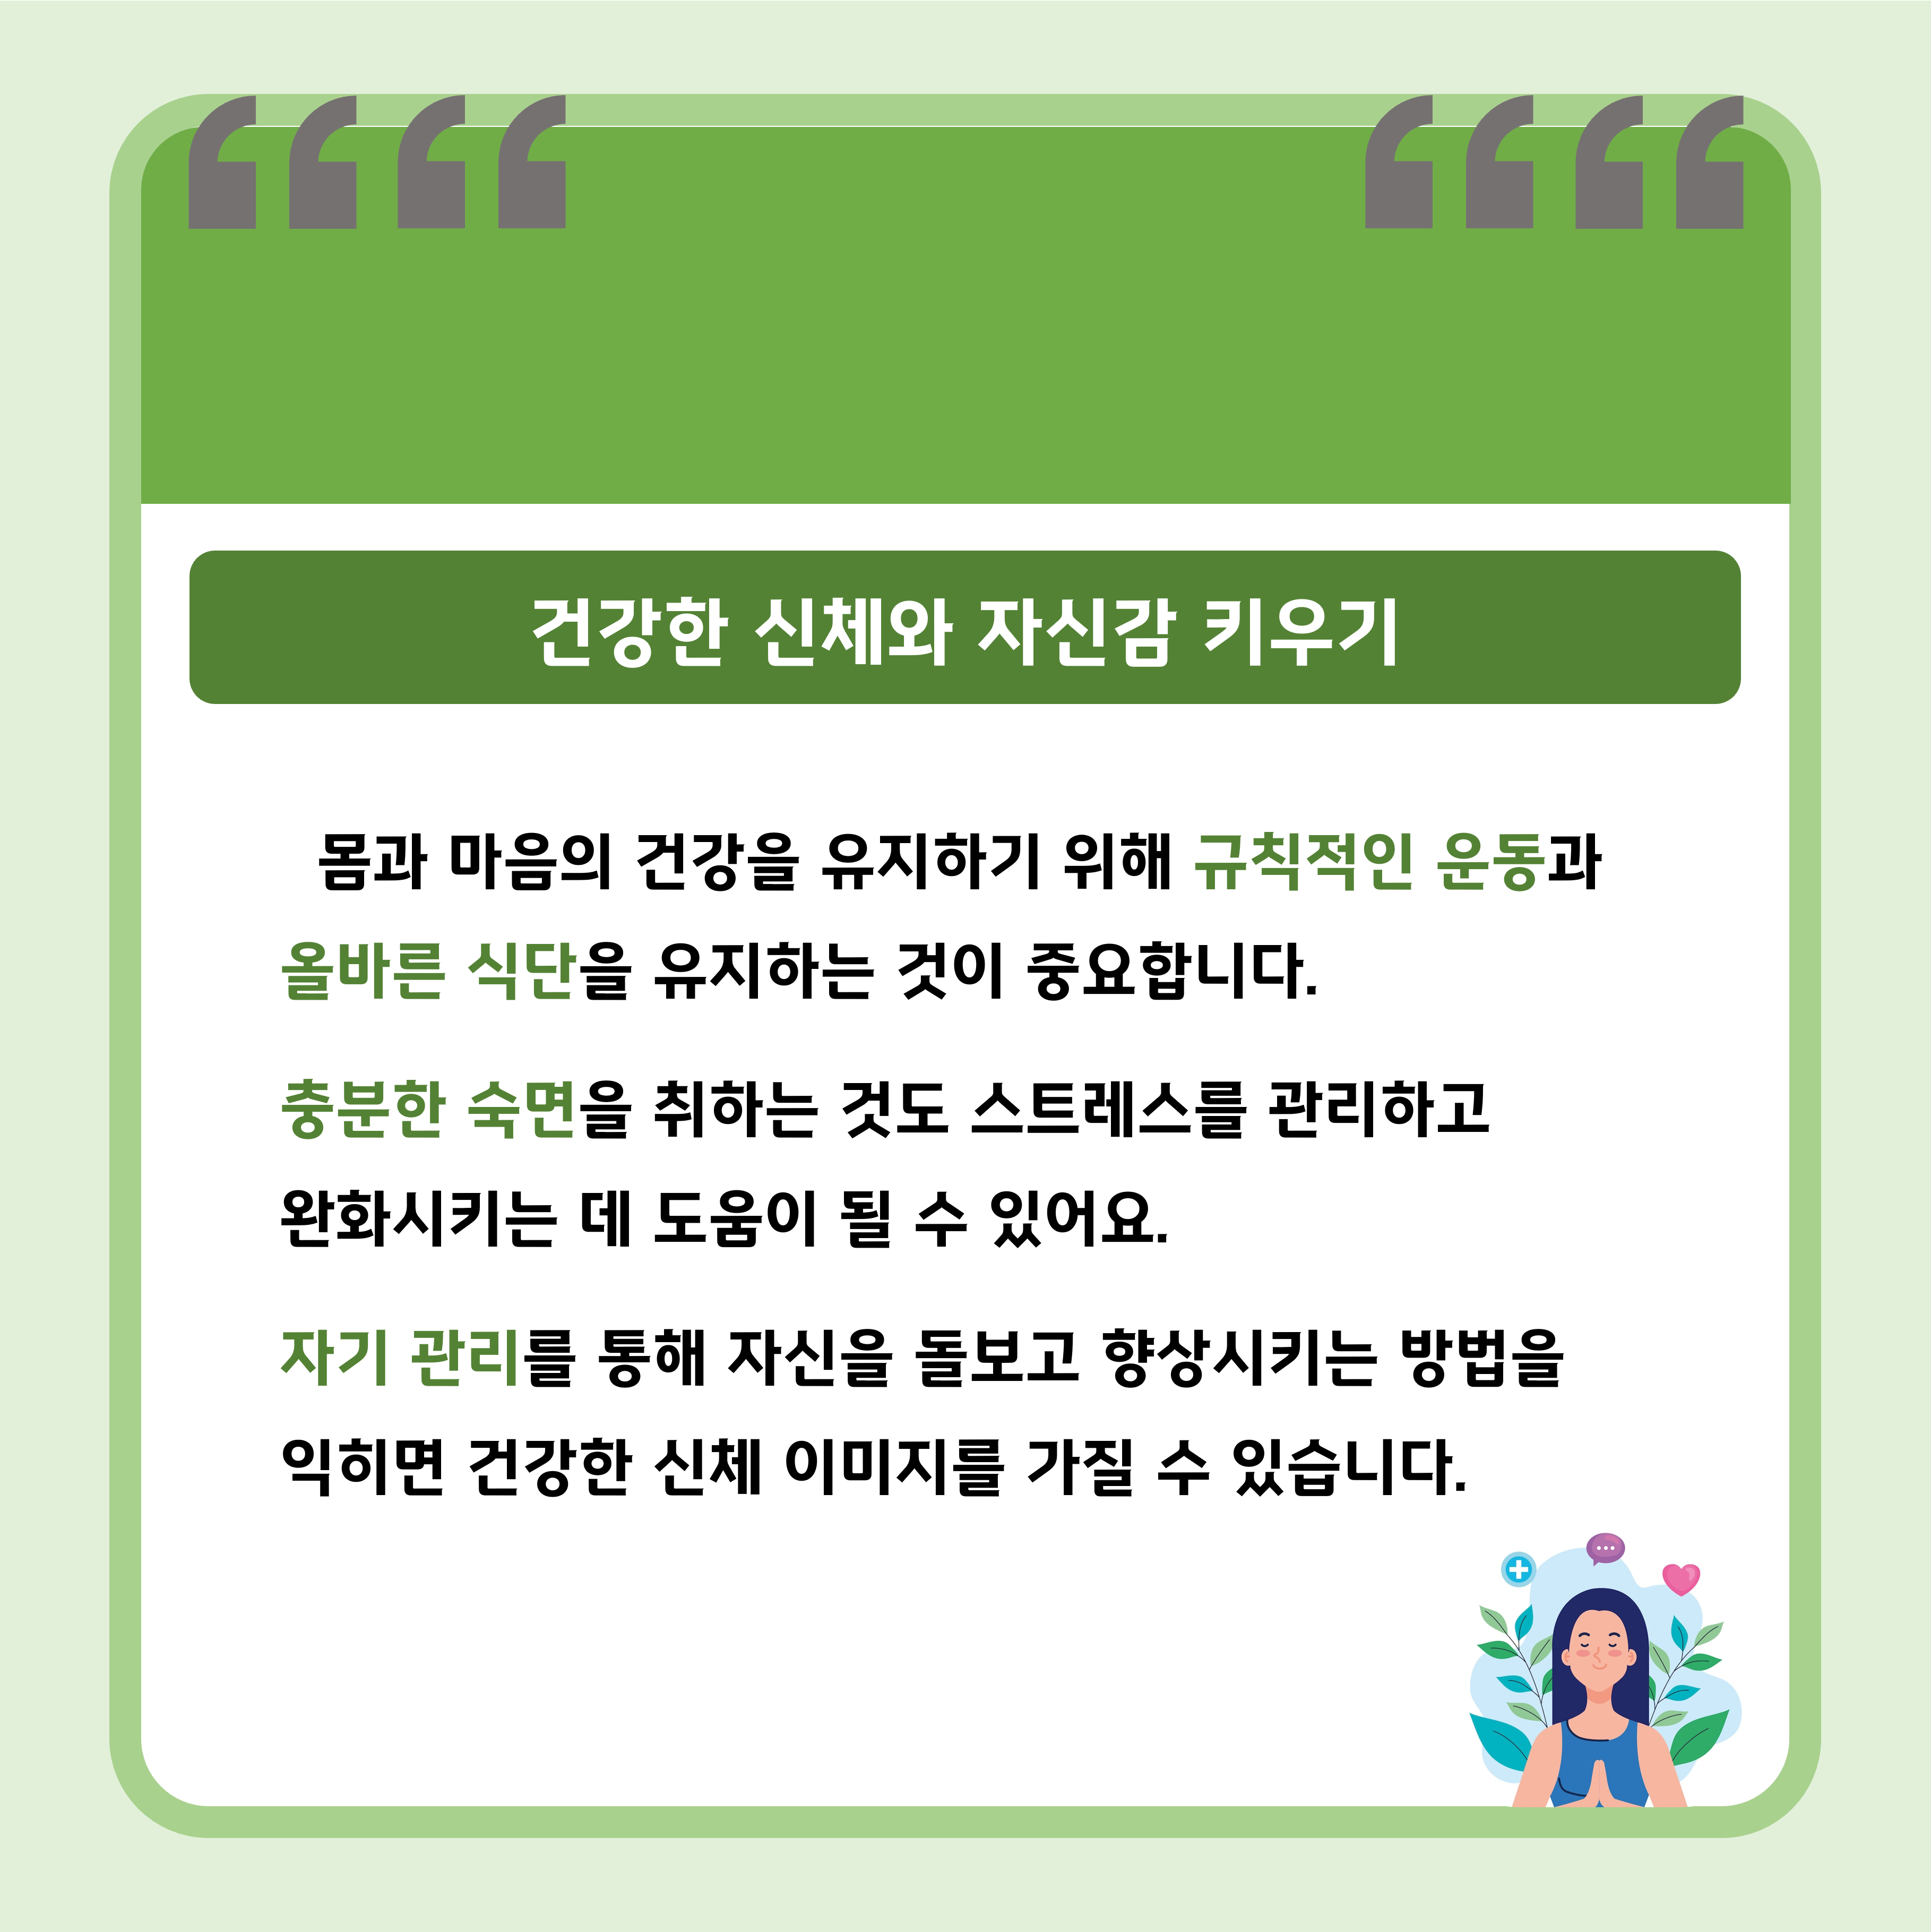 건강한 신체와 자신감 키우기
몸과 마음의 건강을 유지하기 위해 규칙적인 운동과
올바른 식단을 유지하는 것이 중요합니다.
충분한 숙면을 취하는 것도 스트레스를 관리하고
완화시키는 데 도움이 될 수 있어요.
자기 관리를 통해 자신을 돌보고 향상시키는 방법을
익히면 건강한 신체 이미지를 가질 수 있습니다.